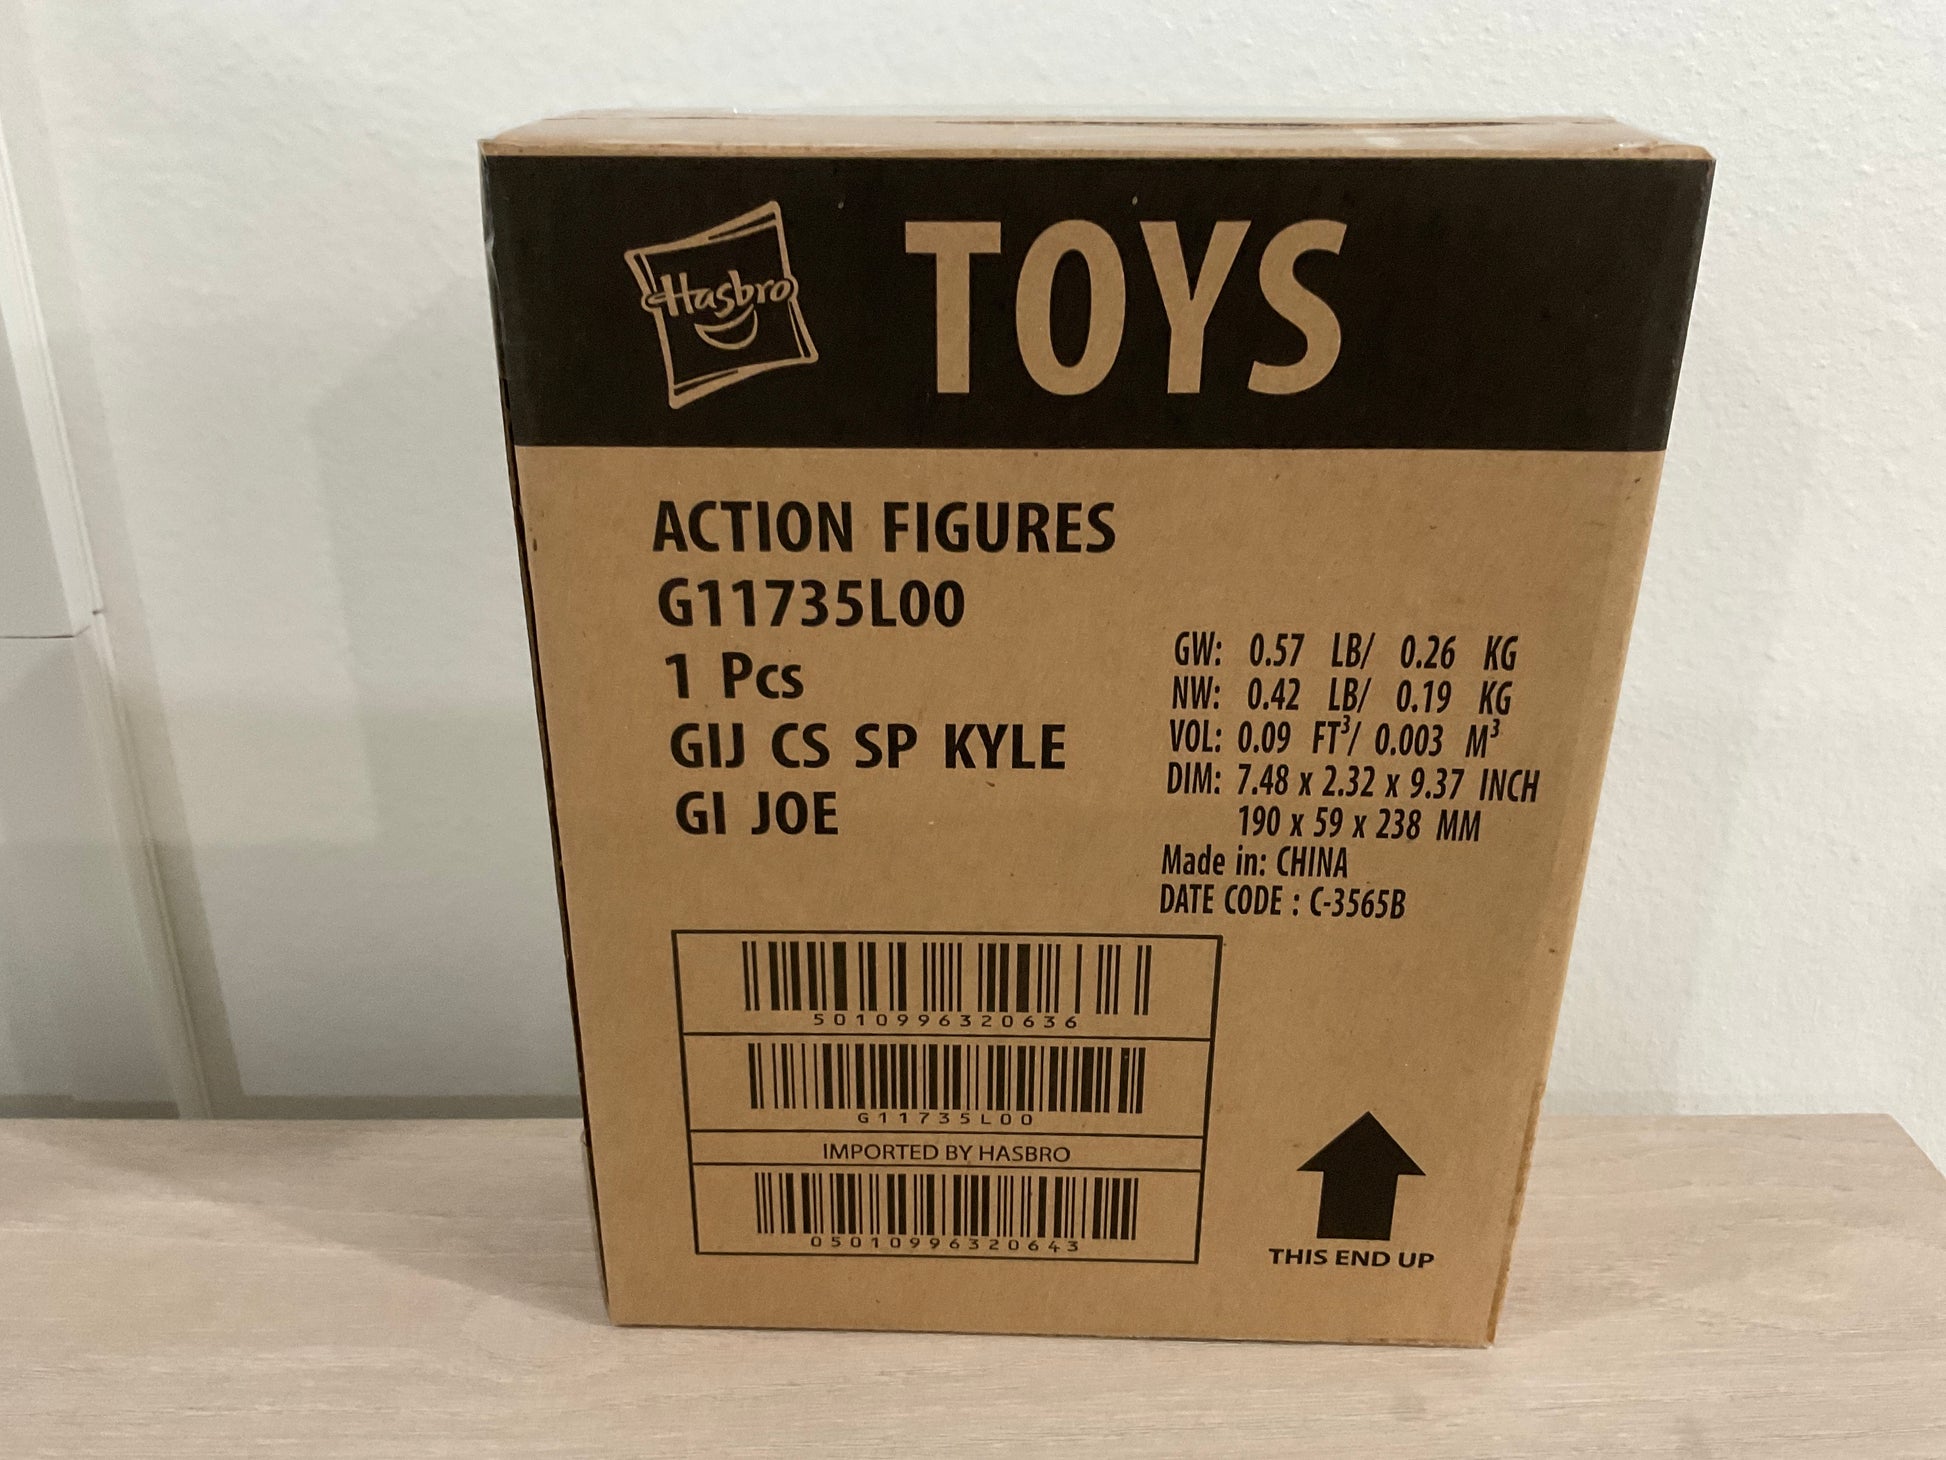 Hasbro
TOYS
ACTION FIGURES
G11735L00
1 Pcs
GIJ CS SP KYLE
GI JOE
GW: 0.57 LB/ 0.26 KG
NW: 0.42 LB/ 0.19 KG
VOL: 0.09 FT³/ 0.003 M³
DIM: 7.48 x 2.32 x 9.37 INCH
190 x 59 x 238 MM
Made in: CHINA
DATE CODE : C-3565B
5010996320636
G11735L00
IMPORTED BY HASBRO
05010996320643
THIS END UP